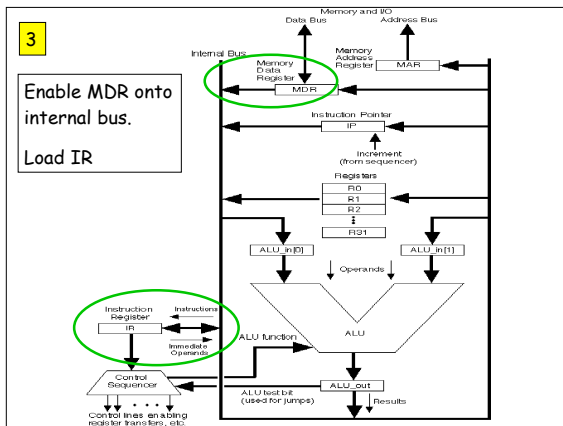 3
Enable MDR onto
internal bus.
Load IR
Memory and I/O
Data Bus
Address Bus
Internal Bus
Memory
Data
Register
MDR
Memory
Address
Register
MAR
Instruction Pointer
IP
Increment
(from sequencer)
Registers
R0
R1
R2
R31
ALU_in[0]
ALU_in[1]
Operands
ALU
Instruction
Register
IR
Instructions
Immediate
Operands
ALU function
Control
Sequencer
ALU test bit
(used for jumps)
ALU_out
Results
Control lines enabling
register transfers, etc.